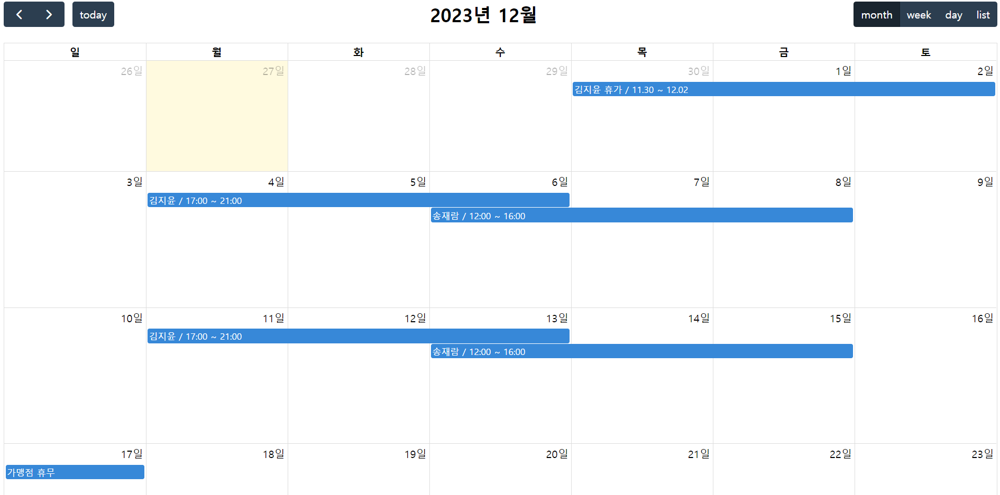 today
2023년 12월
month week day list
일 월 화 수 목 금 토
26일 27일 28일 29일 30일 1일 2일
김지윤 휴가 / 11.30 ~ 12.02
3일 4일 5일 6일 7일 8일 9일
김지윤 / 17:00 ~ 21:00
송재람 / 12:00 ~ 16:00
10일 11일 12일 13일 14일 15일 16일
김지윤 / 17:00 ~ 21:00
송재람 / 12:00 ~ 16:00
17일 18일 19일 20일 21일 22일 23일
가맹점 휴무